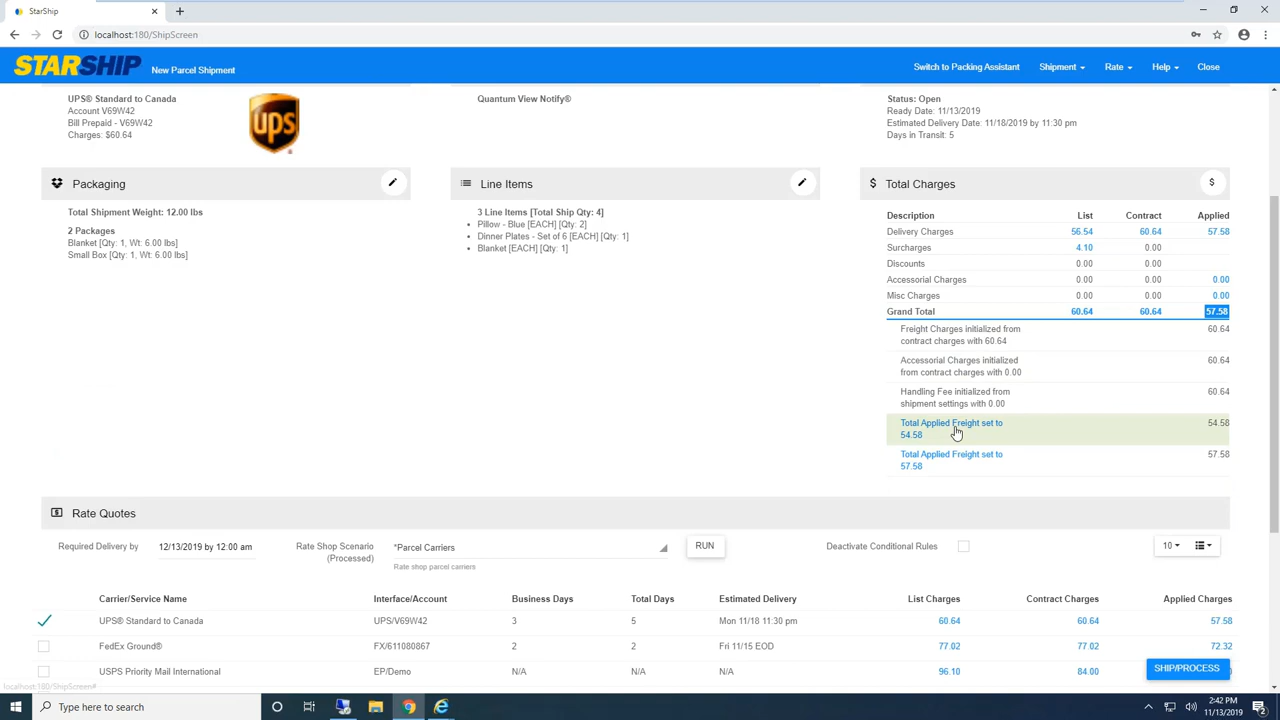 StarShip
localhost:180/ShipScreen
STARSHIP New Parcel Shipment Switch to Packing Assistant Shipment Rate Help Close
UPS® Standard to Canada
Account V69W42
Bill Prepaid - V69W42
Charges: $60.64
ups
Quantum View Notify®
Status: Open
Ready Date: 11/13/2019
Estimated Delivery Date: 11/18/2019 by 11:30 pm
Days in Transit: 5
Packaging
Total Shipment Weight: 12.00 lbs
2 Packages
Blanket [Qty: 1, Wt: 6.00 lbs]
Small Box [Qty: 1, Wt: 6.00 lbs]
Line Items
3 Line Items [Total Ship Qty: 4]
Pillow - Blue [EACH] [Qty: 2]
Dinner Plates - Set of 6 [EACH] [Qty: 1]
Blanket [EACH] [Qty: 1]
$ Total Charges $
Description List Contract Applied
Delivery Charges 56.54 60.64 57.58
Surcharges 4.10 0.00
Discounts 0.00 0.00
Accessorial Charges 0.00 0.00 0.00
Misc Charges 0.00 0.00 0.00
Grand Total 60.64 60.64 57.58
Freight Charges initialized from 60.64
contract charges with 60.64
Accessorial Charges initialized 60.64
from contract charges with 0.00
Handling Fee initialized from 60.64
shipment settings with 0.00
Total Applied Freight set to 54.58
54.58
Total Applied Freight set to 57.58
57.58
Rate Quotes
Required Delivery by 12/13/2019 by 12:00 am Rate Shop Scenario *Parcel Carriers RUN Deactivate Conditional Rules 10
(Processed)
Rate shop parcel carriers
Carrier/Service Name Interface/Account Business Days Total Days Estimated Delivery List Charges Contract Charges Applied Charges
UPS® Standard to Canada UPS/V69W42 3 5 Mon 11/18 11:30 pm 60.64 60.64 57.58
FedEx Ground® FX/611080867 2 2 Fri 11/15 EOD 77.02 77.02 72.32
USPS Priority Mail International EP/Demo N/A N/A N/A 96.10 84.00
SHIP/PROCESS
localhost:180/ShipScreen#
Type here to search
2:42 PM
11/13/2019
2